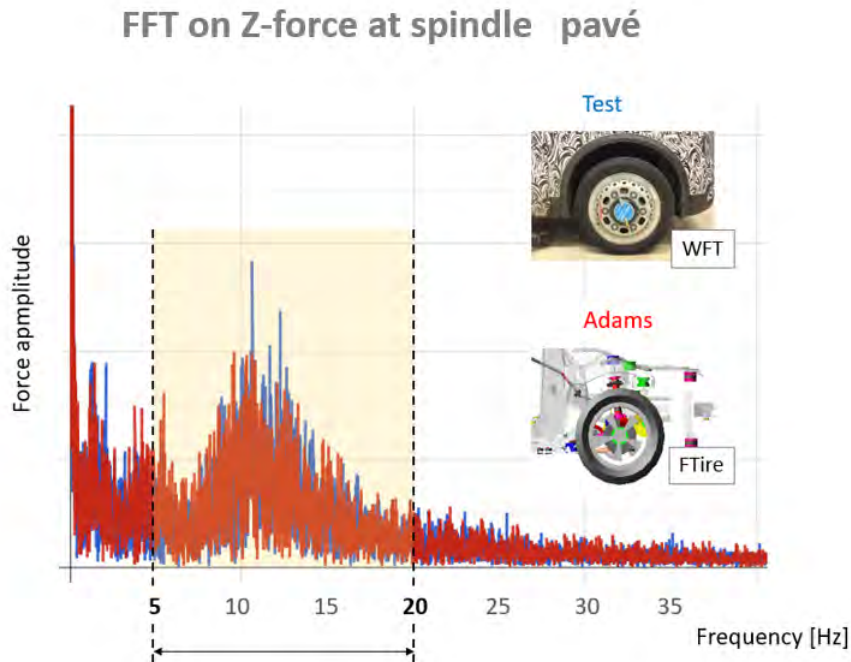 FFT on Z-force at spindle pavé
Test
WFT
Adams
FTire
Force apmplitude
5 10 15 20 25 30 35
Frequency [Hz]